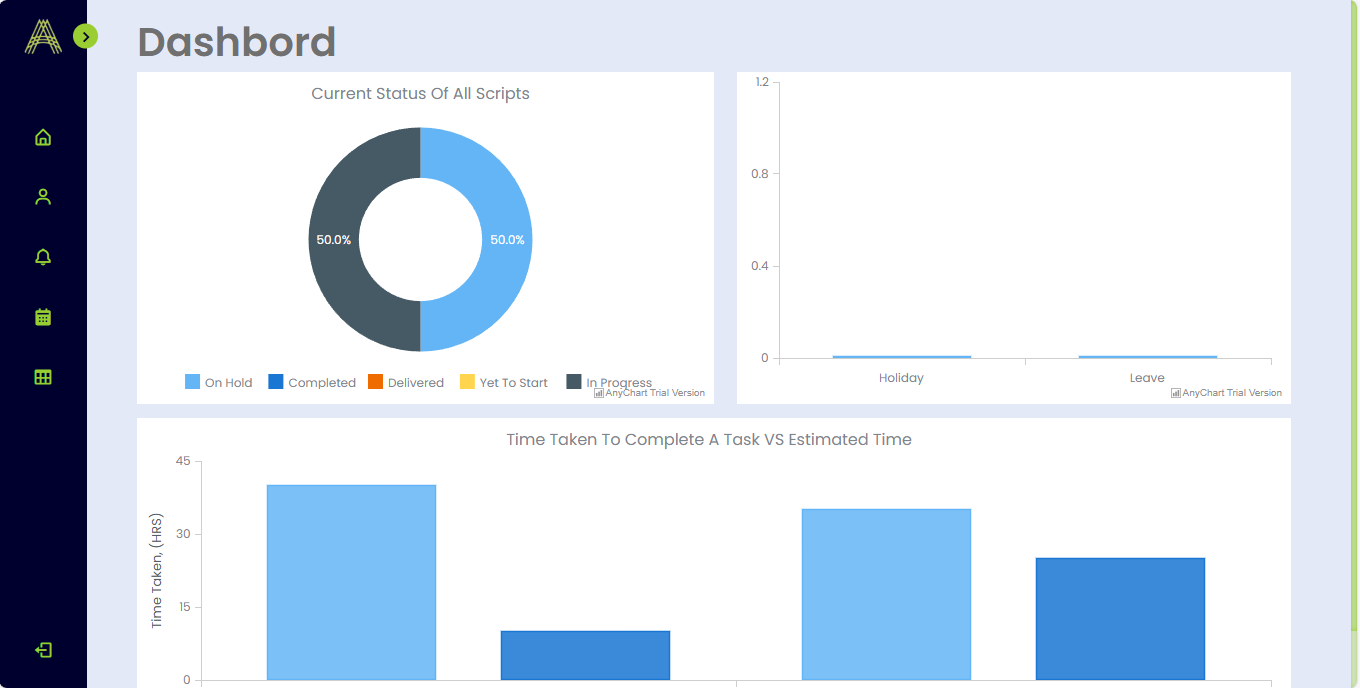 Dashbord
Current Status Of All Scripts
50.0%
50.0%
On Hold
Completed
Delivered
Yet To Start
In Progress
AnyChart Trial Version
1.2
0.8
0.4
0
Holiday
Leave
AnyChart Trial Version
Time Taken To Complete A Task VS Estimated Time
Time Taken, (HRS)
45
30
15
0